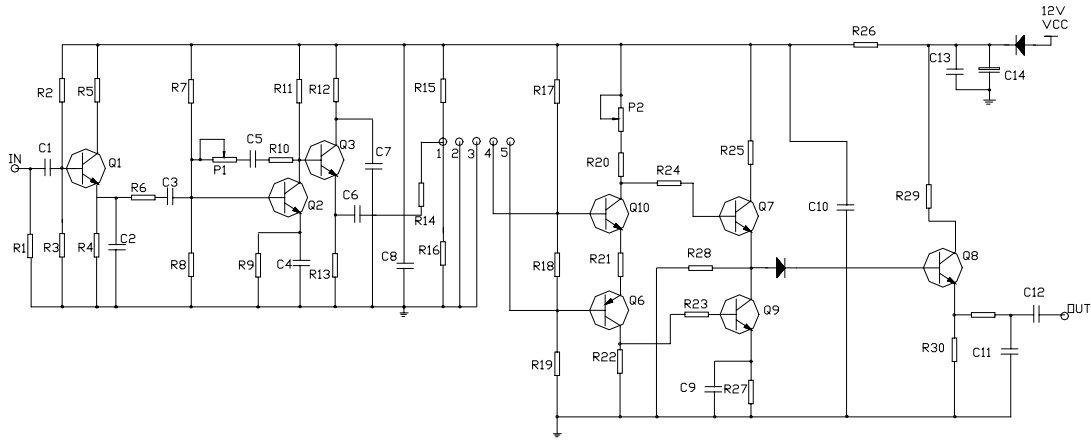 12V
VCC
R26
C13
C14
R2
R5
R7
R11
R12
R15
R17
P2
IN
C1
Q1
P1
C5
R10
Q3
C7
1
2
3
4
5
R20
R24
R25
R6
C3
Q2
C6
R14
Q10
Q7
C10
R29
R1
R3
R4
C2
R8
R9
C4
R13
C8
R16
R18
R21
R28
Q8
Q6
R23
Q9
C12
OUT
R19
R22
C9
R27
R30
C11